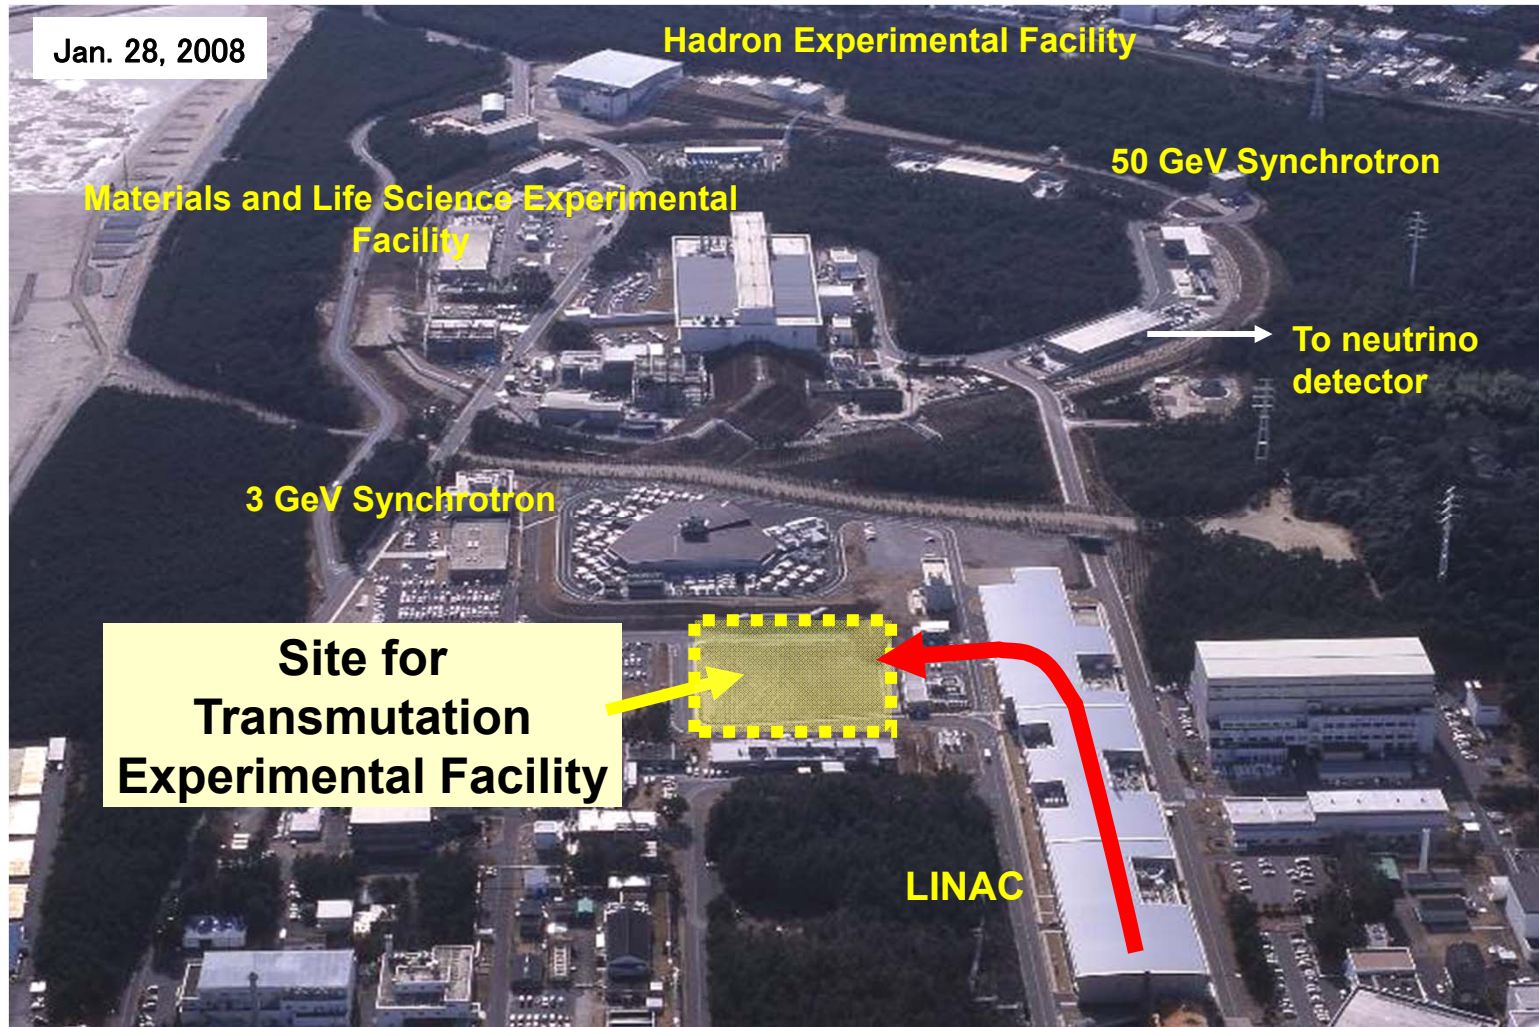 Jan. 28, 2008
Hadron Experimental Facility
50 GeV Synchrotron
Materials and Life Science Experimental
Facility
To neutrino
detector
3 GeV Synchrotron
Site for
Transmutation
Experimental Facility
LINAC